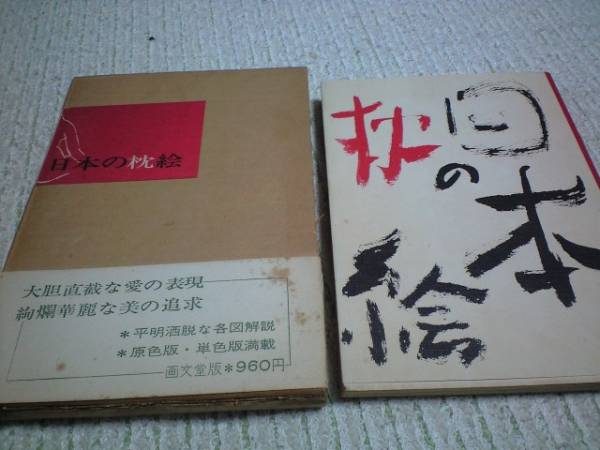 日本の枕絵
大胆直截な愛の表現
絢爛華麗な美の追求
*平明洒脱な各図解説
*原色版・単色版満載
画文堂版*960円
日本
の
枕
絵